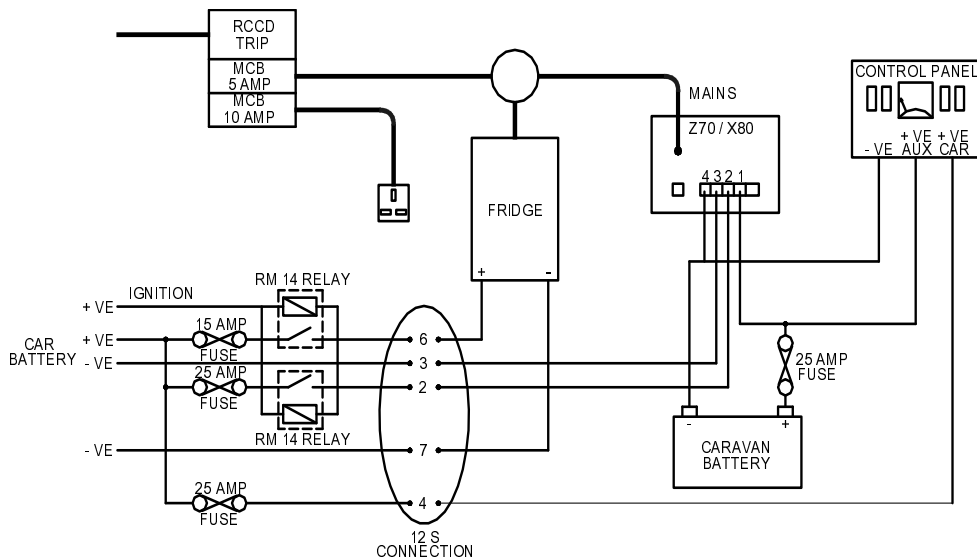 RCCD
TRIP
MCB
5 AMP
MCB
10 AMP
MAINS
Z70 / X80
4 3 2 1
CONTROL PANEL
- VE
+ VE
AUX
+ VE
CAR
FRIDGE
+ -
RM 14 RELAY
IGNITION
+ VE
15 AMP
FUSE
+ VE
CAR
BATTERY
- VE
25 AMP
FUSE
RM 14 RELAY
- VE
25 AMP
FUSE
6
3
2
7
4
12 S
CONNECTION
25 AMP
FUSE
- +
CARAVAN
BATTERY